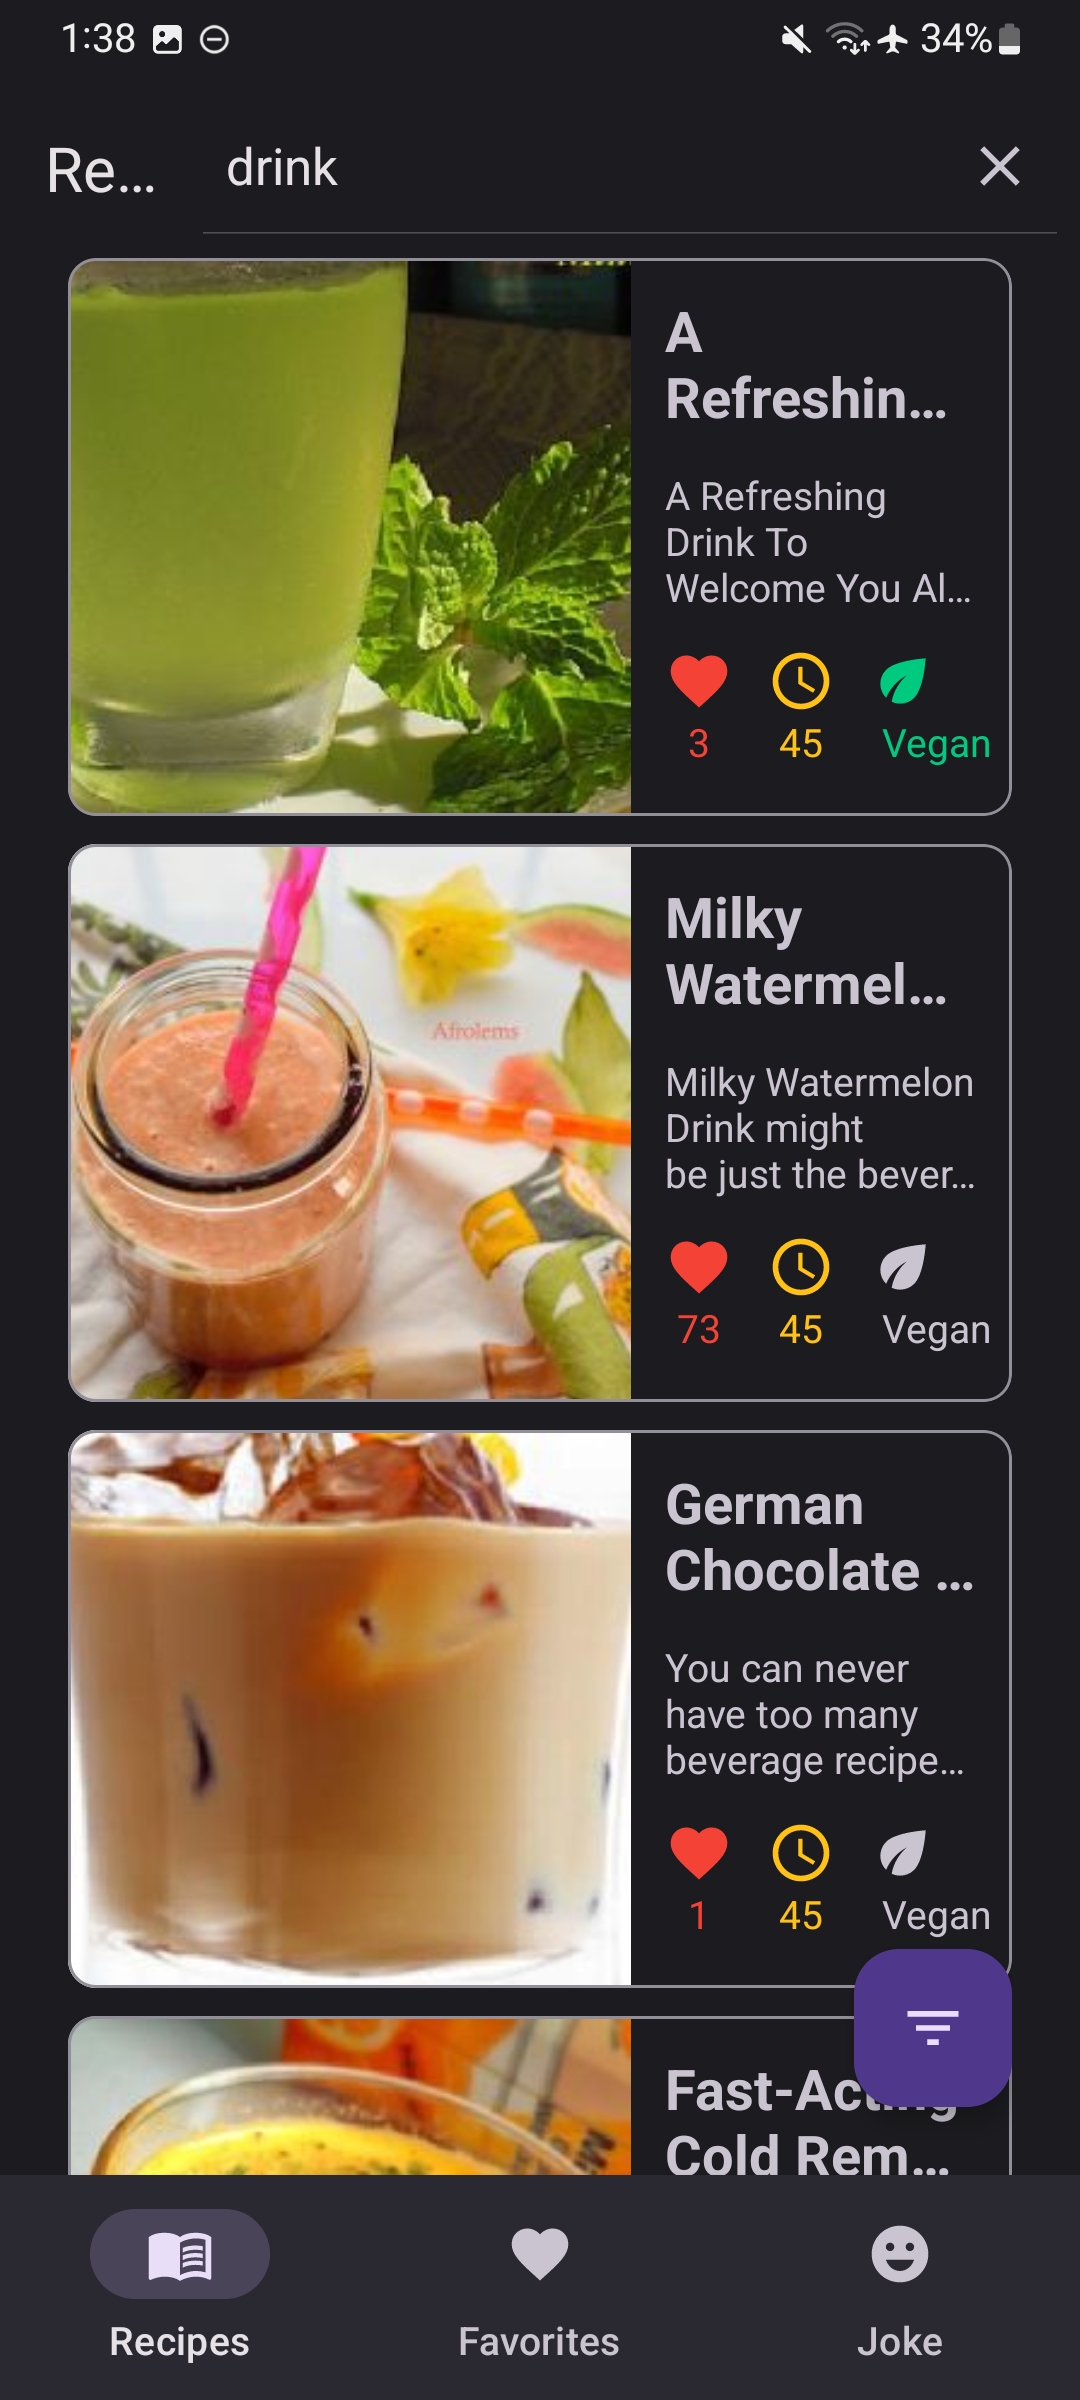 1:38
34%
Re...
drink
A
Refreshin...
A Refreshing
Drink To
Welcome You Al...
3
45
Vegan
Milky
Watermel...
Afrolems
Milky Watermelon
Drink might
be just the bever...
73
45
Vegan
German
Chocolate ...
You can never
have too many
beverage recipe...
1
45
Vegan
Fast-Acting
Cold Rem...
Recipes
Favorites
Joke